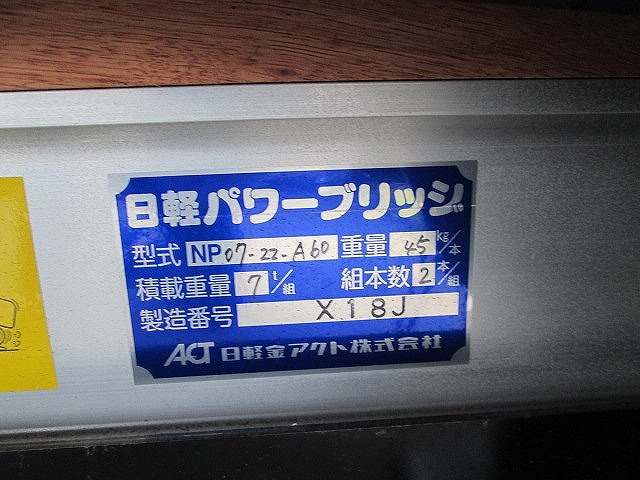 日軽パワーブリッジ
型式 NP07-22-A60 重量 45 kg/本
積載重量 7 t/組 組本数 2 本/組
製造番号 X18J
ACT 日軽金アクト株式会社